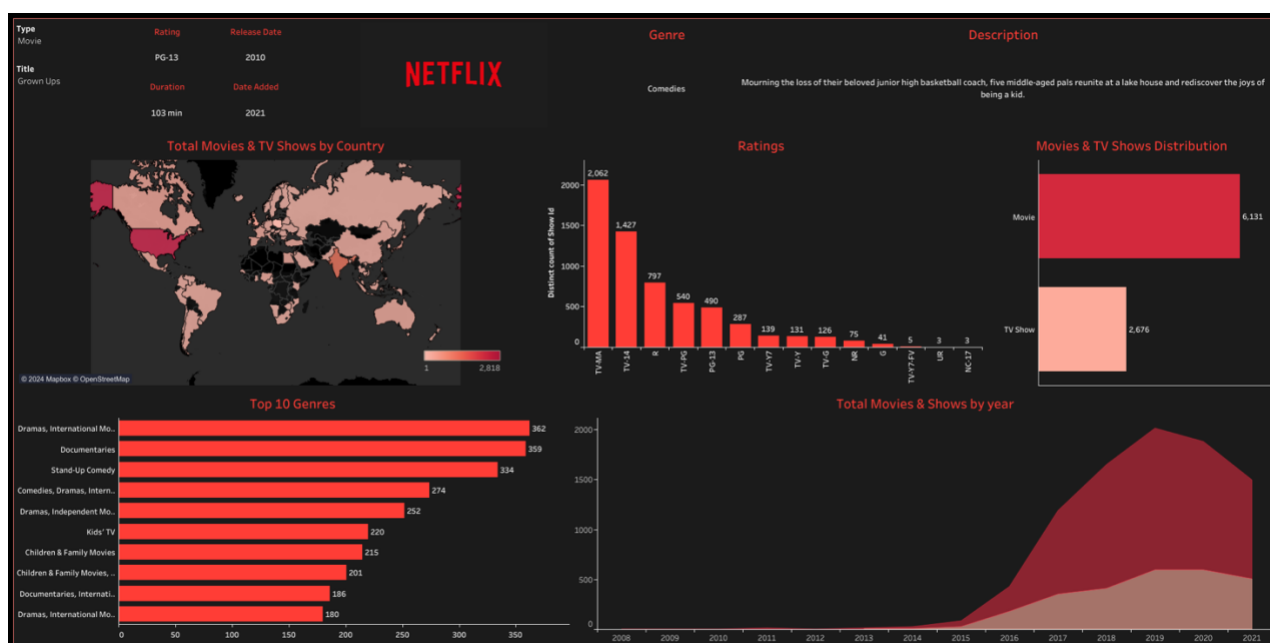 Type
Movie
Title
Grown Ups
Rating
PG-13
Release Date
2010
Duration
103 min
Date Added
2021
NETFLIX
Genre
Comedies
Description
Mourning the loss of their beloved junior high basketball coach, five middle-aged pals reunite at a lake house and rediscover the joys of
being a kid.
Total Movies & TV Shows by Country
1
2,818
© 2024 Mapbox © OpenStreetMap
Ratings
Distinct count of Show Id
2000
1500
1000
500
0
2,062
1,427
797
540
490
287
139
131
126
75
41
5
3
3
TV-MA
TV-14
R
TV-PG
PG-13
PG
TV-Y7
TV-Y
TV-G
NR
G
TV-Y7-FV
UR
NC-17
Movies & TV Shows Distribution
Movie
6,131
TV Show
2,676
Top 10 Genres
Dramas, International Mo..
362
Documentaries
359
Stand-Up Comedy
334
Comedies, Dramas, Intern..
274
Dramas, Independent Mo..
252
Kids' TV
220
Children & Family Movies
215
Children & Family Movies, ..
201
Documentaries, Internati..
186
Dramas, International Mo..
180
0
50
100
150
200
250
300
350
Total Movies & Shows by year
2000
1500
1000
500
0
2008
2009
2010
2011
2012
2013
2014
2015
2016
2017
2018
2019
2020
2021